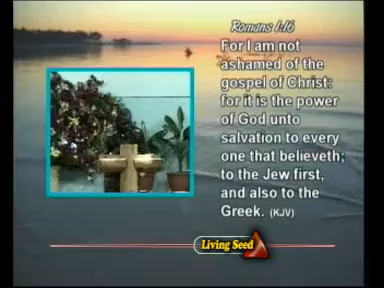 Romans 1:16
For I am not
ashamed of the
gospel of Christ:
for it is the power
of God unto
salvation to every
one that believeth;
to the Jew first,
and also to the
Greek. (KJV)
Living Seed